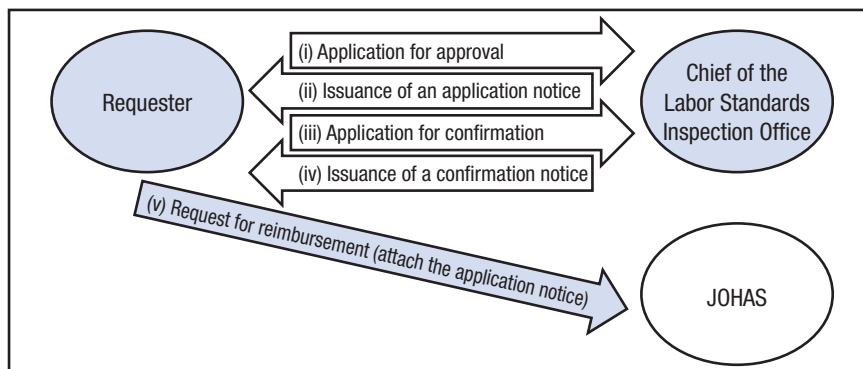 Requester
(i) Application for approval
(ii) Issuance of an application notice
(iii) Application for confirmation
(iv) Issuance of a confirmation notice
Chief of the
Labor Standards
Inspection Office
(v) Request for reimbursement (attach the application notice)
JOHAS